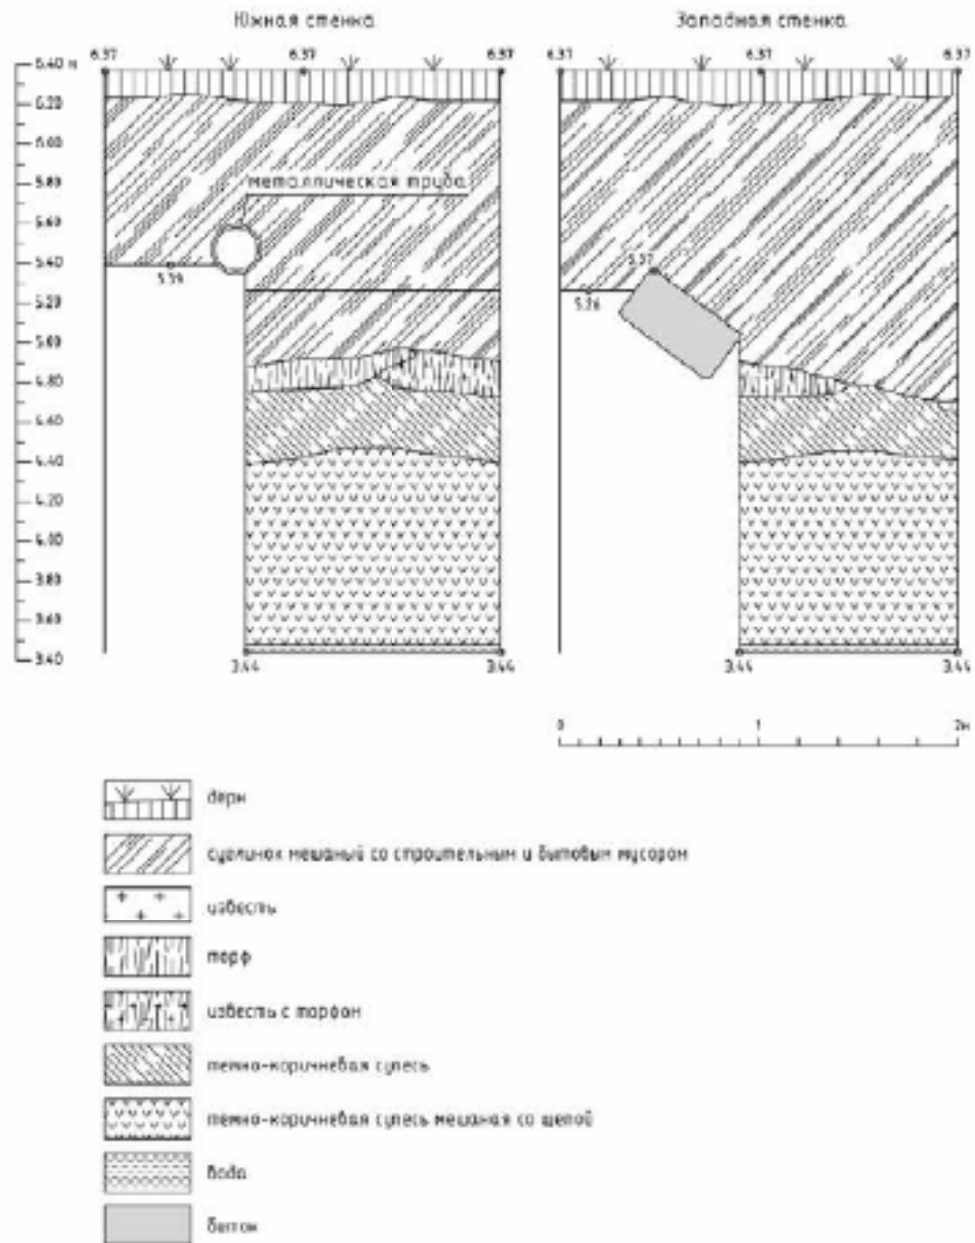 Южная стенка
Западная стенка
6.37 6.37 6.37
6.37 6.37 6.37
6.40 м
6.20
6.00
5.80
5.60
5.40
5.20
5.00
4.80
4.60
4.40
4.20
4.00
3.80
3.60
3.40
металлическая труба
5.39
5.37
5.26
3.44 3.44
3.44 3.44
0 1 2м
дерн
суглинок мешаный со строительным и бытовым мусором
известь
торф
известь с торфом
темно-коричневая супесь
темно-коричневая супесь мешаная со щепой
вода
бетон